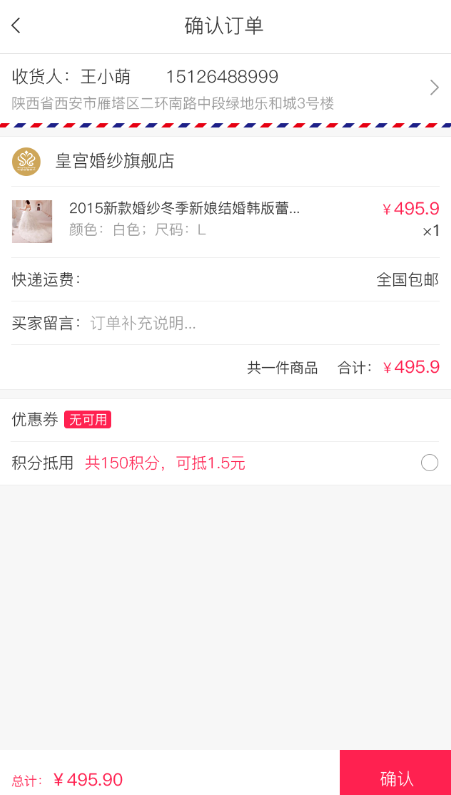 确认订单
收货人：王小萌 15126488999
陕西省西安市雁塔区二环南路中段绿地乐和城3号楼
皇宫婚纱旗舰店
2015新款婚纱冬季新娘结婚韩版蕾... ￥495.9
颜色：白色；尺码：L ×1
快递运费： 全国包邮
买家留言：订单补充说明...
共一件商品 合计：￥495.9
优惠券 无可用
积分抵用 共150积分，可抵1.5元
总计：￥495.90 确认